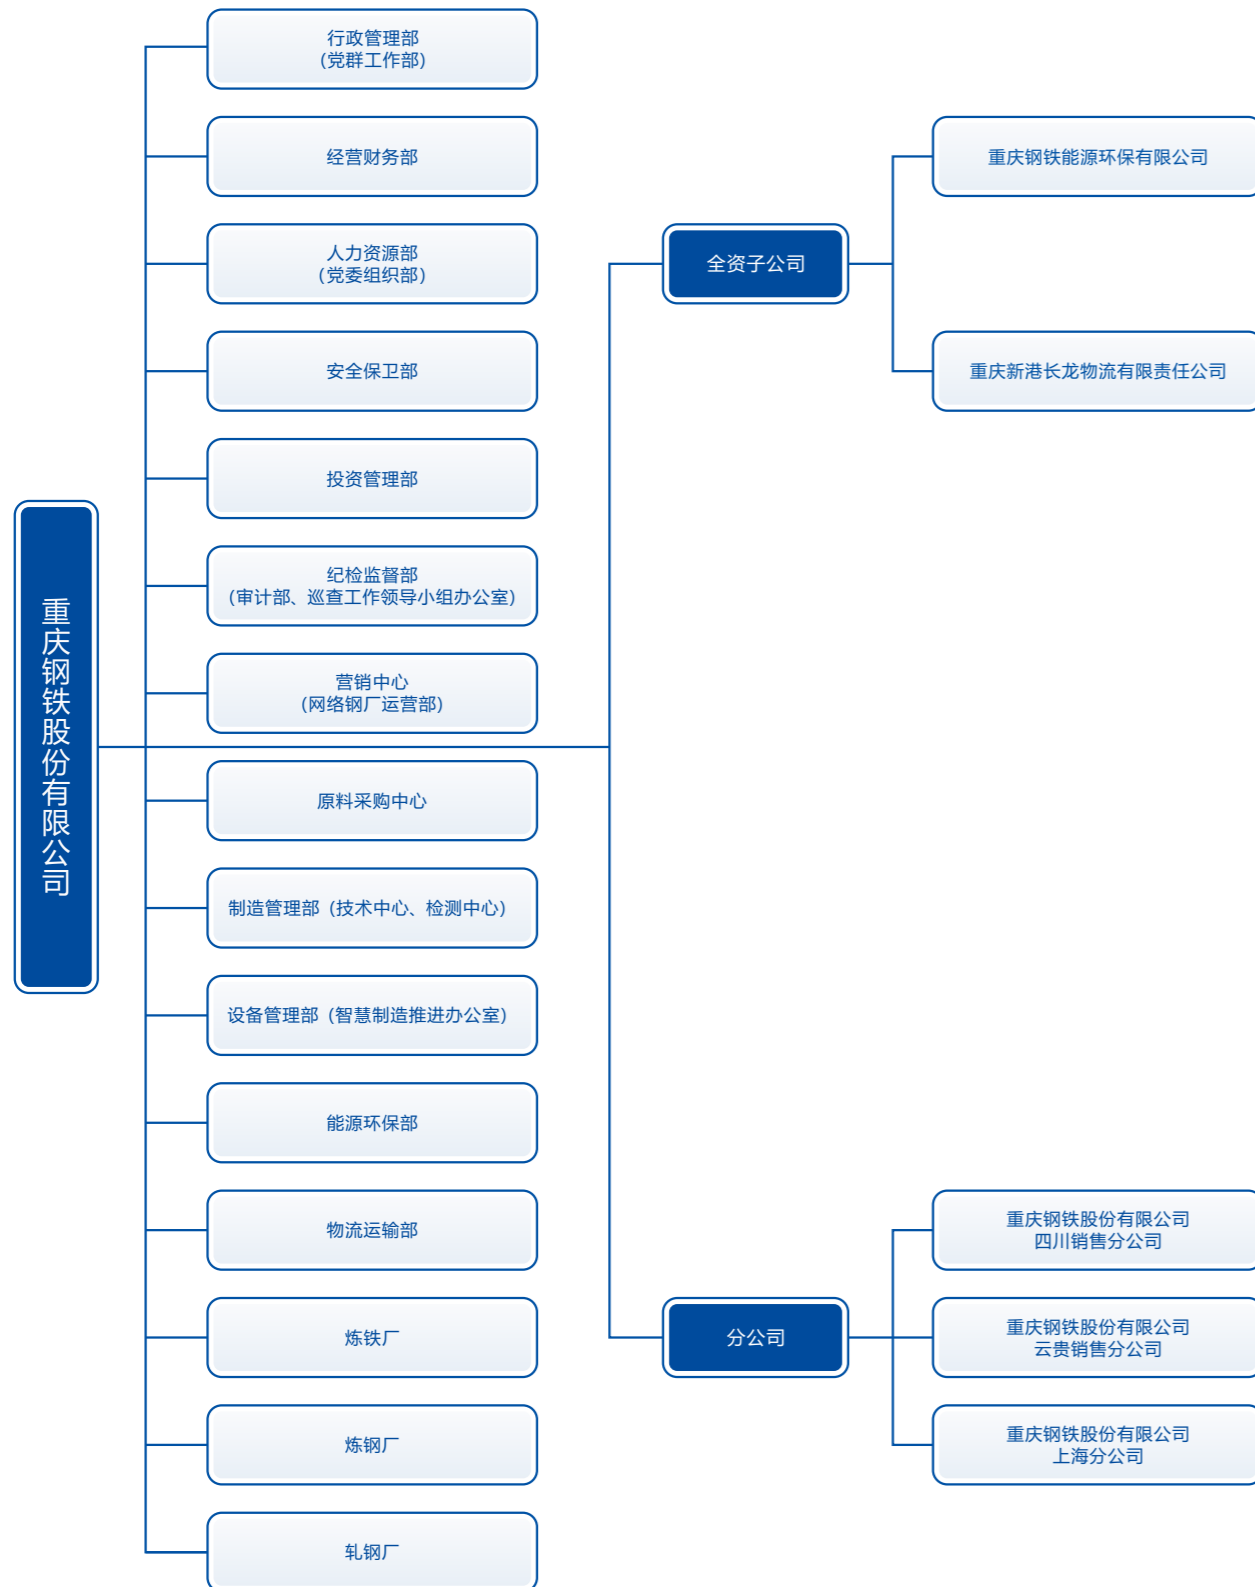 重庆钢铁股份有限公司
行政管理部
（党群工作部）
经营财务部
人力资源部
（党委组织部）
安全保卫部
投资管理部
纪检监督部
（审计部、巡查工作领导小组办公室）
营销中心
（网络钢厂运营部）
原料采购中心
制造管理部（技术中心、检测中心）
设备管理部（智慧制造推进办公室）
能源环保部
物流运输部
炼铁厂
炼钢厂
轧钢厂
全资子公司
重庆钢铁能源环保有限公司
重庆新港长龙物流有限责任公司
分公司
重庆钢铁股份有限公司
四川销售分公司
重庆钢铁股份有限公司
云贵销售分公司
重庆钢铁股份有限公司
上海分公司